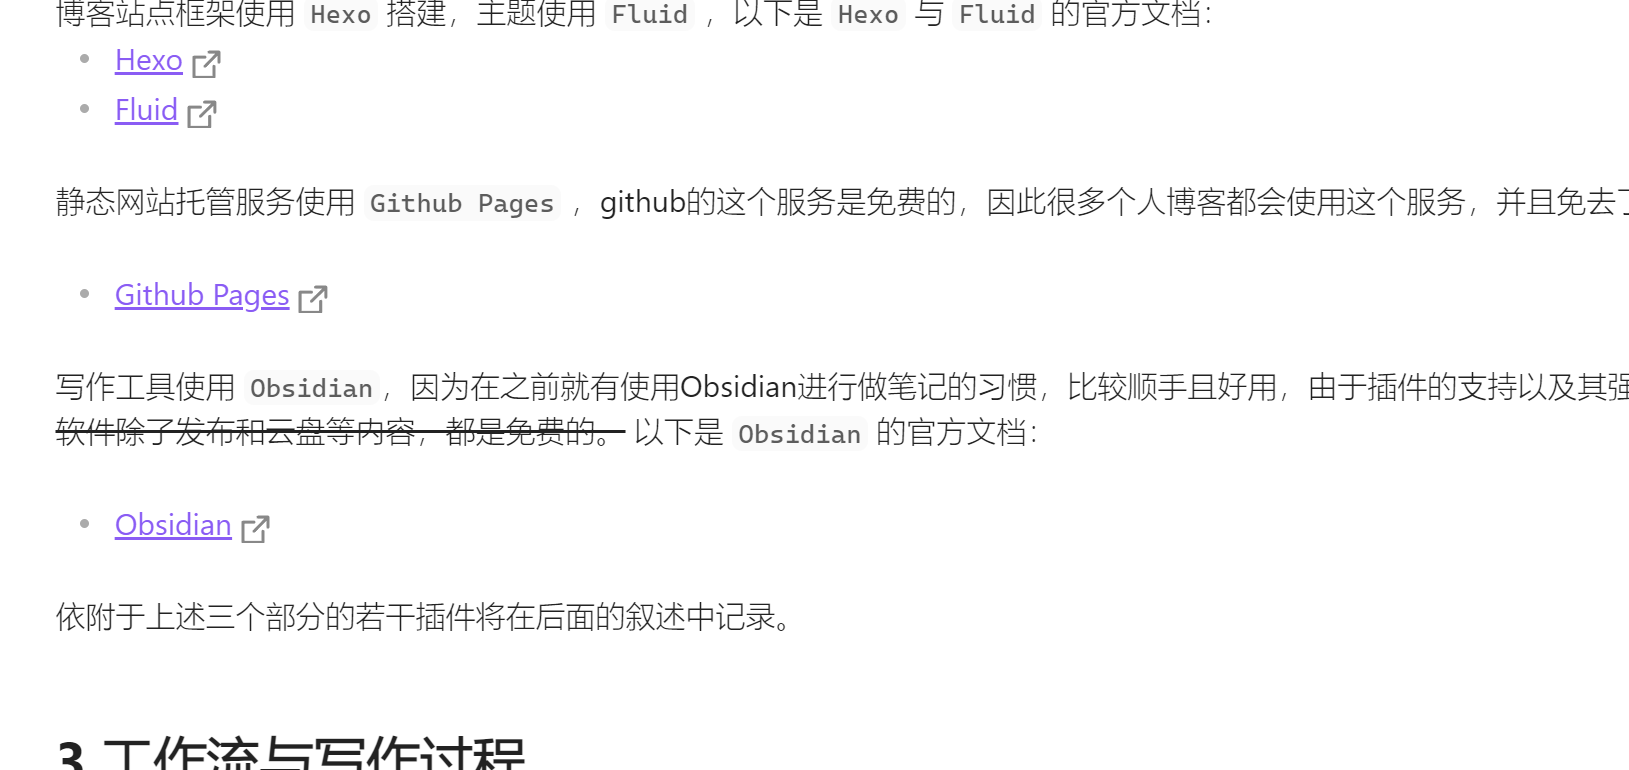 博客站点框架使用 Hexo 搭建，主题使用 Fluid ，以下是 Hexo 与 Fluid 的官方文档：
Hexo
Fluid
静态网站托管服务使用 Github Pages ，github的这个服务是免费的，因此很多个人博客都会使用这个服务，并且免去了
Github Pages
写作工具使用 Obsidian，因为在之前就有使用Obsidian进行做笔记的习惯，比较顺手且好用，由于插件的支持以及其强
软件除了发布和云盘等内容，都是免费的。 以下是 Obsidian 的官方文档：
Obsidian
依附于上述三个部分的若干插件将在后面的叙述中记录。
3 工作流与写作过程